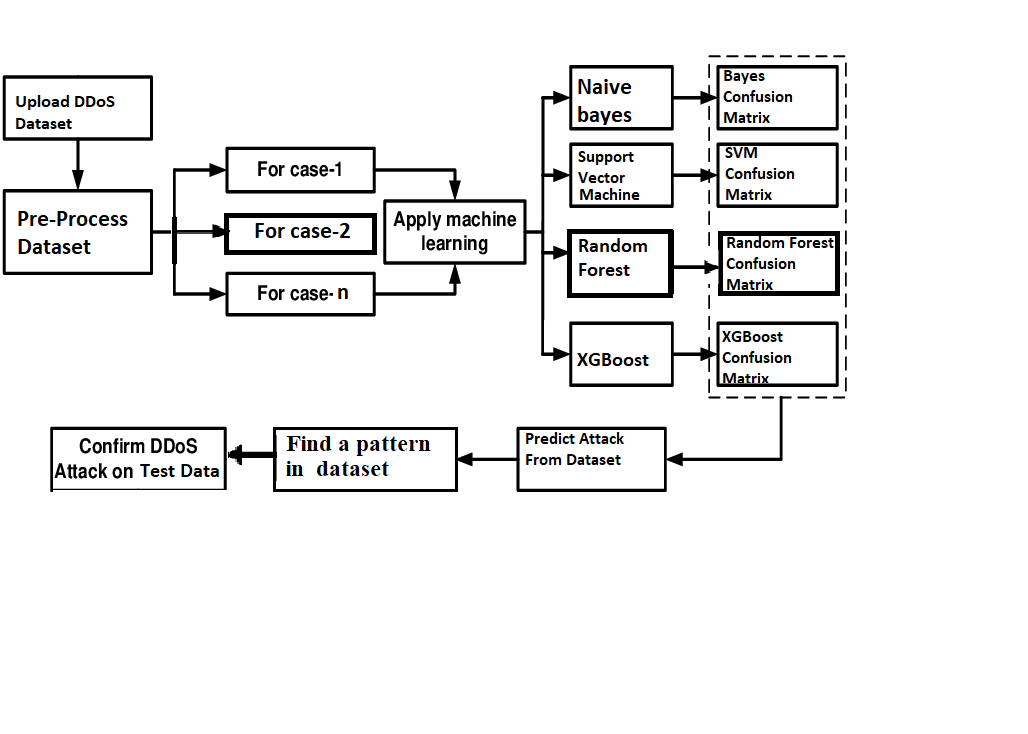 Upload DDoS
Dataset
Pre-Process
Dataset
For case-1
For case-2
For case-n
Apply machine
learning
Naive
bayes
Support
Vector
Machine
Random
Forest
XGBoost
Bayes
Confusion
Matrix
SVM
Confusion
Matrix
Random Forest
Confusion
Matrix
XGBoost
Confusion
Matrix
Predict Attack
From Dataset
Find a pattern
in dataset
Confirm DDoS
Attack on Test Data